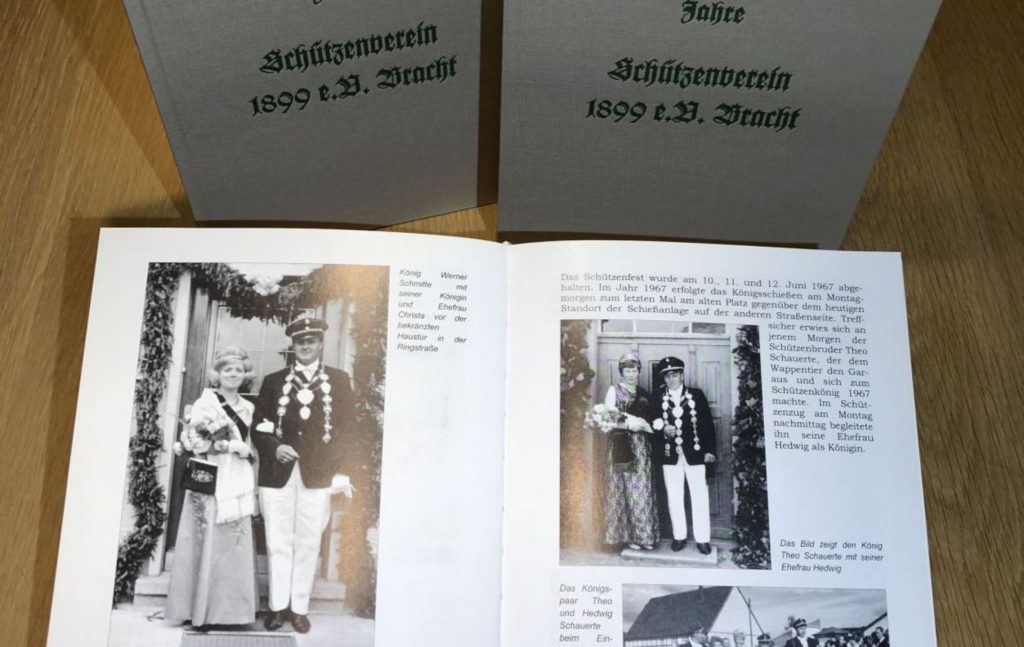 Schützenverein
1899 e.V. Bracht
Jahre
Schützenverein
1899 e.V. Bracht
König Werner
Schmitte mit
seiner Königin
und Ehefrau
Christa vor der
bekränzten
Haustür in der
Ringstraße
Das Schützenfest wurde am 10., 11. und 12. Juni 1967 abge-
halten. Im Jahr 1967 erfolgte das Königsschießen am Montag-
morgen zum letzten Mal am alten Platz gegenüber dem heutigen
Standort der Schießanlage auf der anderen Straßenseite. Treff-
sicher erwies sich an
jenem Morgen der
Schützenbruder Theo
Schauerte, der dem
Wappentier den Gar-
aus und sich zum
Schützenkönig 1967
machte. Im Schüt-
zenzug am Montag
nachmittag begleitete
ihn seine Ehefrau
Hedwig als Königin.
Das Bild zeigt den König
Theo Schauerte mit seiner
Ehefrau Hedwig
Das Königs-
paar Theo
und Hedwig
Schauerte
beim Ein-